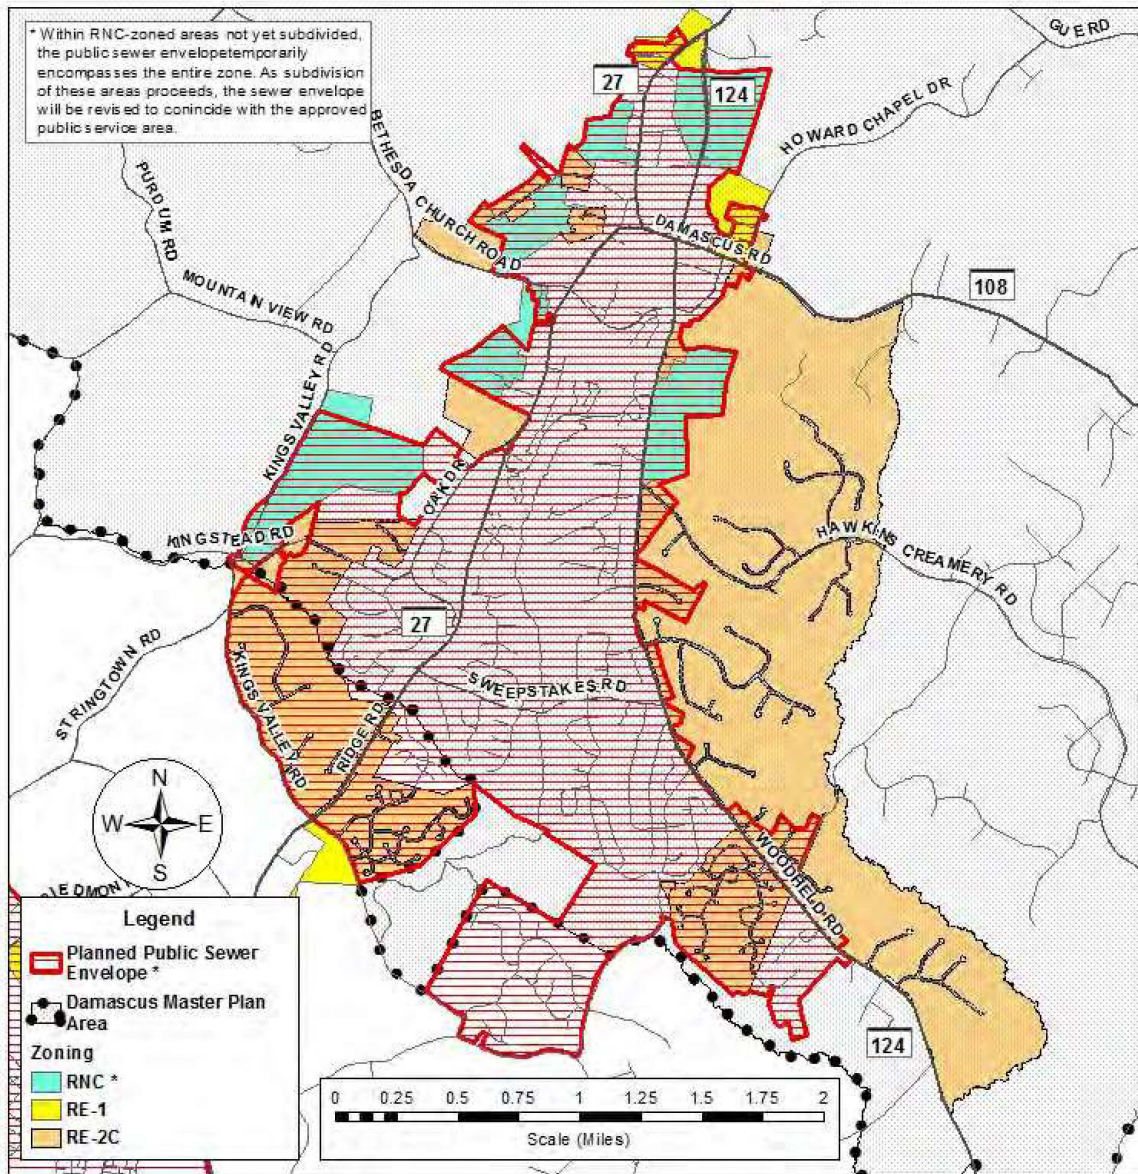 * Within RNC-zoned areas not yet subdivided,
the public sewer envelopetemporarily
encompasses the entire zone. As subdivision
of these areas proceeds, the sewer envelope
will be revised to conincide with the approved
public service area.
GUE RD
27
124
HOWARD CHAPEL DR
BETHESDA CHURCH ROAD
PURDUM RD
DAMASCUS RD
MOUNTAIN VIEW RD
108
KINGS VALLEY RD
OAK DR
KINGSTEAD RD
HAWKINS CREAMERY RD
27
STRINGTOWN RD
SWEEPSTAKES RD
KINGS VALLEY RD
RIDGE RD
N
W E
S
WOODFIELD RD
Legend
Planned Public Sewer
Envelope *
Damascus Master Plan
Area
Zoning
RNC *
RE-1
RE-2C
124
0 0.25 0.5 0.75 1 1.25 1.5 1.75 2
Scale (Miles)